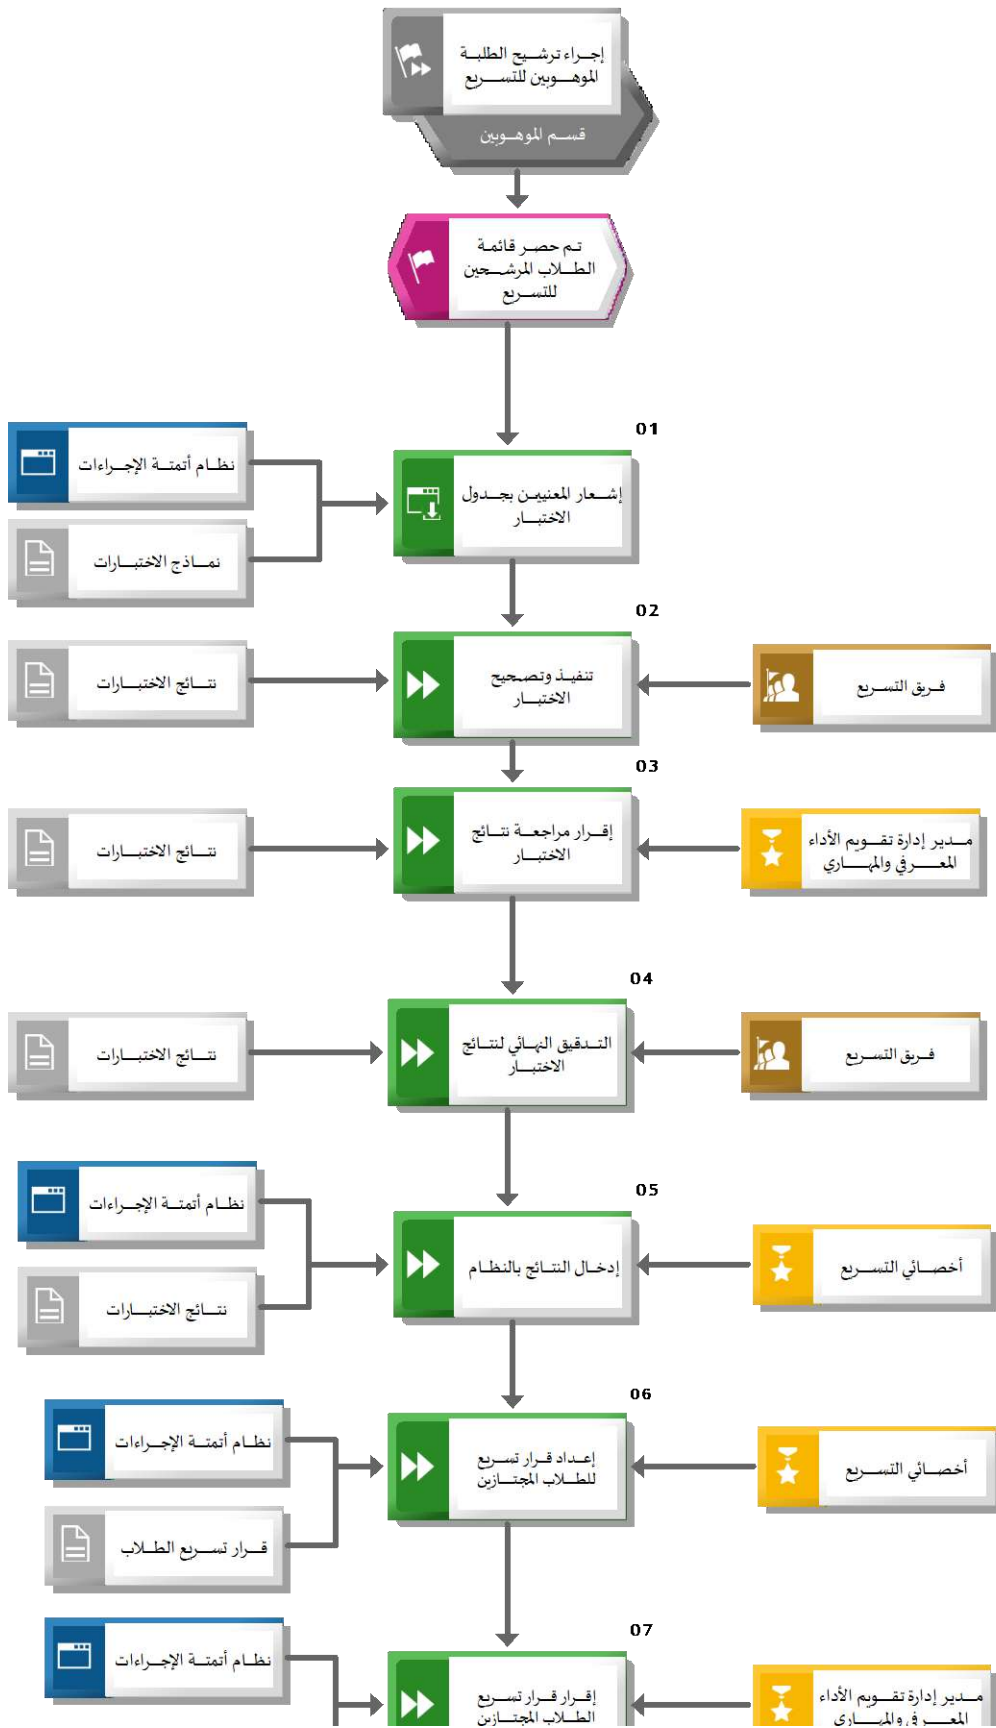 إجراء ترشيح الطلبة
الموهوبين للتسريع
قسم الموهوبين
تم حصر قائمة
الطلاب المرشحين
للتسريع
01
نظام أتمتة الإجراءات
إشعار المعنيين بجدول
الاختبار
نماذج الاختبارات
02
فريق التسريع
تنفيذ وتصحيح
الاختبار
نتائج الاختبارات
03
مدير إدارة تقويم الأداء
المعرفي والمهاري
إقرار مراجعة نتائج
الاختبار
نتائج الاختبارات
04
فريق التسريع
التدقيق النهائي لنتائج
الاختبار
نتائج الاختبارات
05
أخصائي التسريع
إدخال النتائج بالنظام
نظام أتمتة الإجراءات
نتائج الاختبارات
06
أخصائي التسريع
إعداد قرار تسريع
للطلاب المجتازين
نظام أتمتة الإجراءات
قرار تسريع الطلاب
07
مدير إدارة تقويم الأداء
المعرفي والمهاري
إقرار قرار تسريع
الطلاب المجتازين
نظام أتمتة الإجراءات